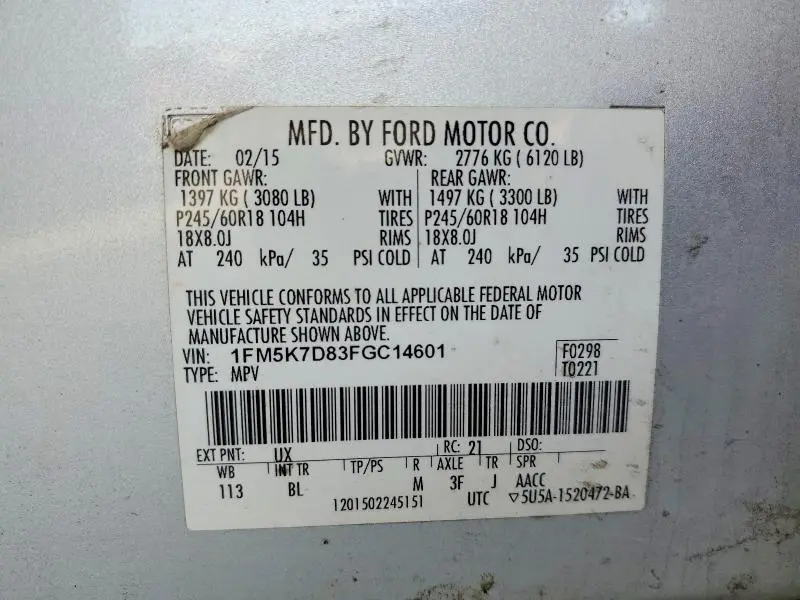 MFD. BY FORD MOTOR CO.
DATE: 02/15 GVWR: 2776 KG ( 6120 LB)
FRONT GAWR: REAR GAWR:
1397 KG ( 3080 LB) WITH 1497 KG ( 3300 LB) WITH
P245/60R18 104H TIRES P245/60R18 104H TIRES
18X8.0J RIMS 18X8.0J RIMS
AT 240 kPa/ 35 PSI COLD AT 240 kPa/ 35 PSI COLD
THIS VEHICLE CONFORMS TO ALL APPLICABLE FEDERAL MOTOR
VEHICLE SAFETY STANDARDS IN EFFECT ON THE DATE OF
MANUFACTURE SHOWN ABOVE.
VIN: 1FM5K7D83FGC14601 F0298
TYPE: MPV T0221
EXT PNT: UX RC: 21 DSO:
WB INT TR TP/PS R AXLE TR SPR
113 BL M 3F J AACC
1201502245151 UTC ▽5U5A-1520472-BA